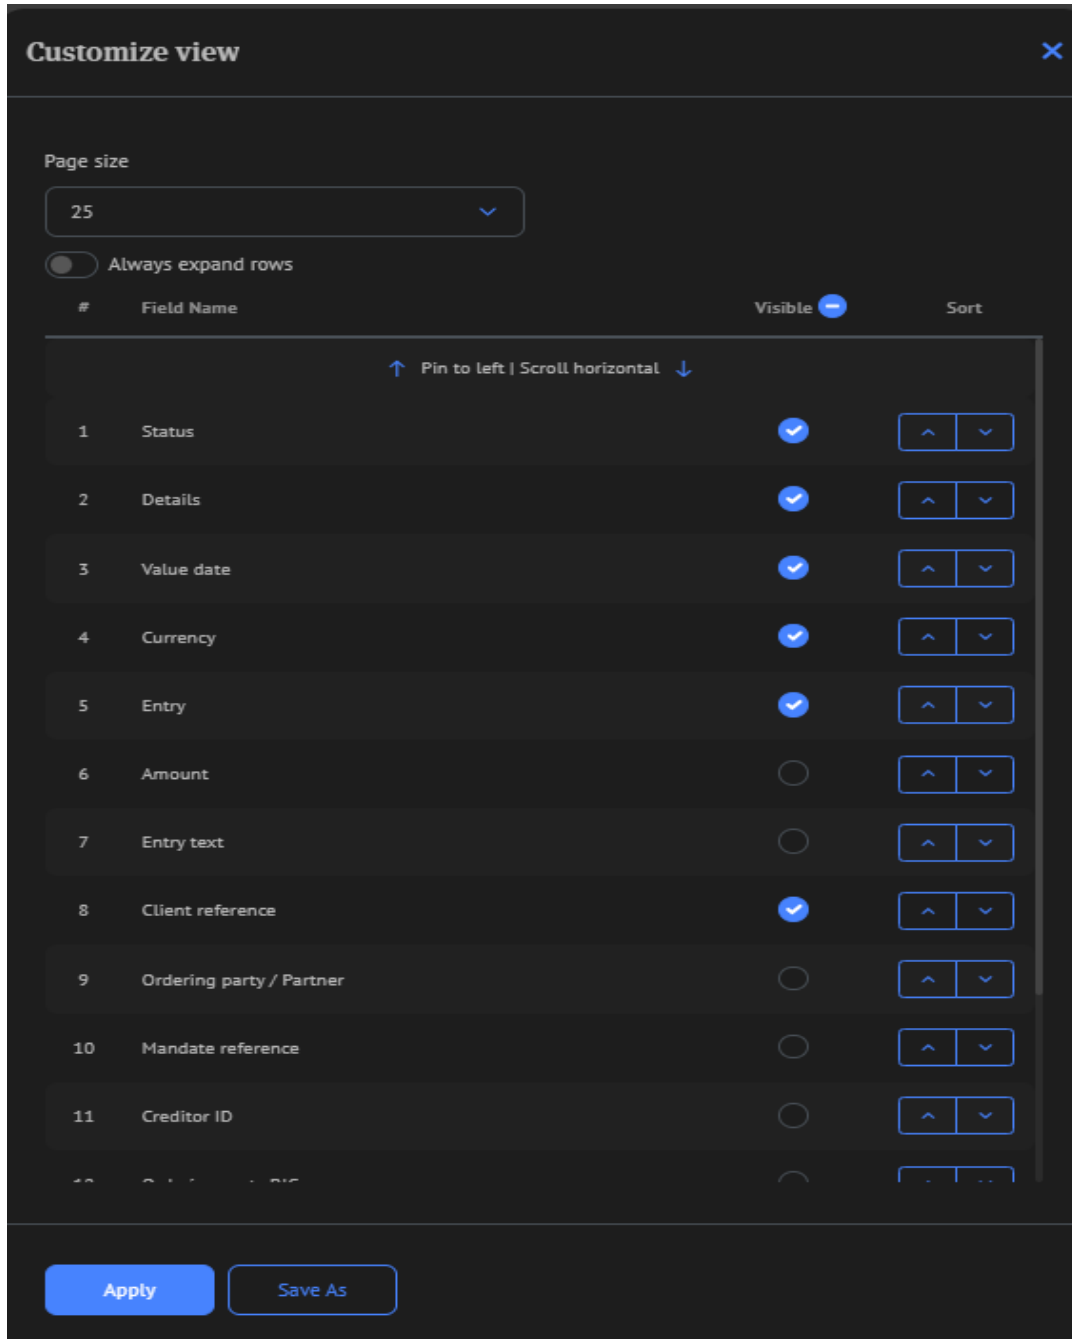 Customize view
Page size
25
Always expand rows
# Field Name Visible Sort
Pin to left | Scroll horizontal
1 Status
2 Details
3 Value date
4 Currency
5 Entry
6 Amount
7 Entry text
8 Client reference
9 Ordering party / Partner
10 Mandate reference
11 Creditor ID
Apply Save As